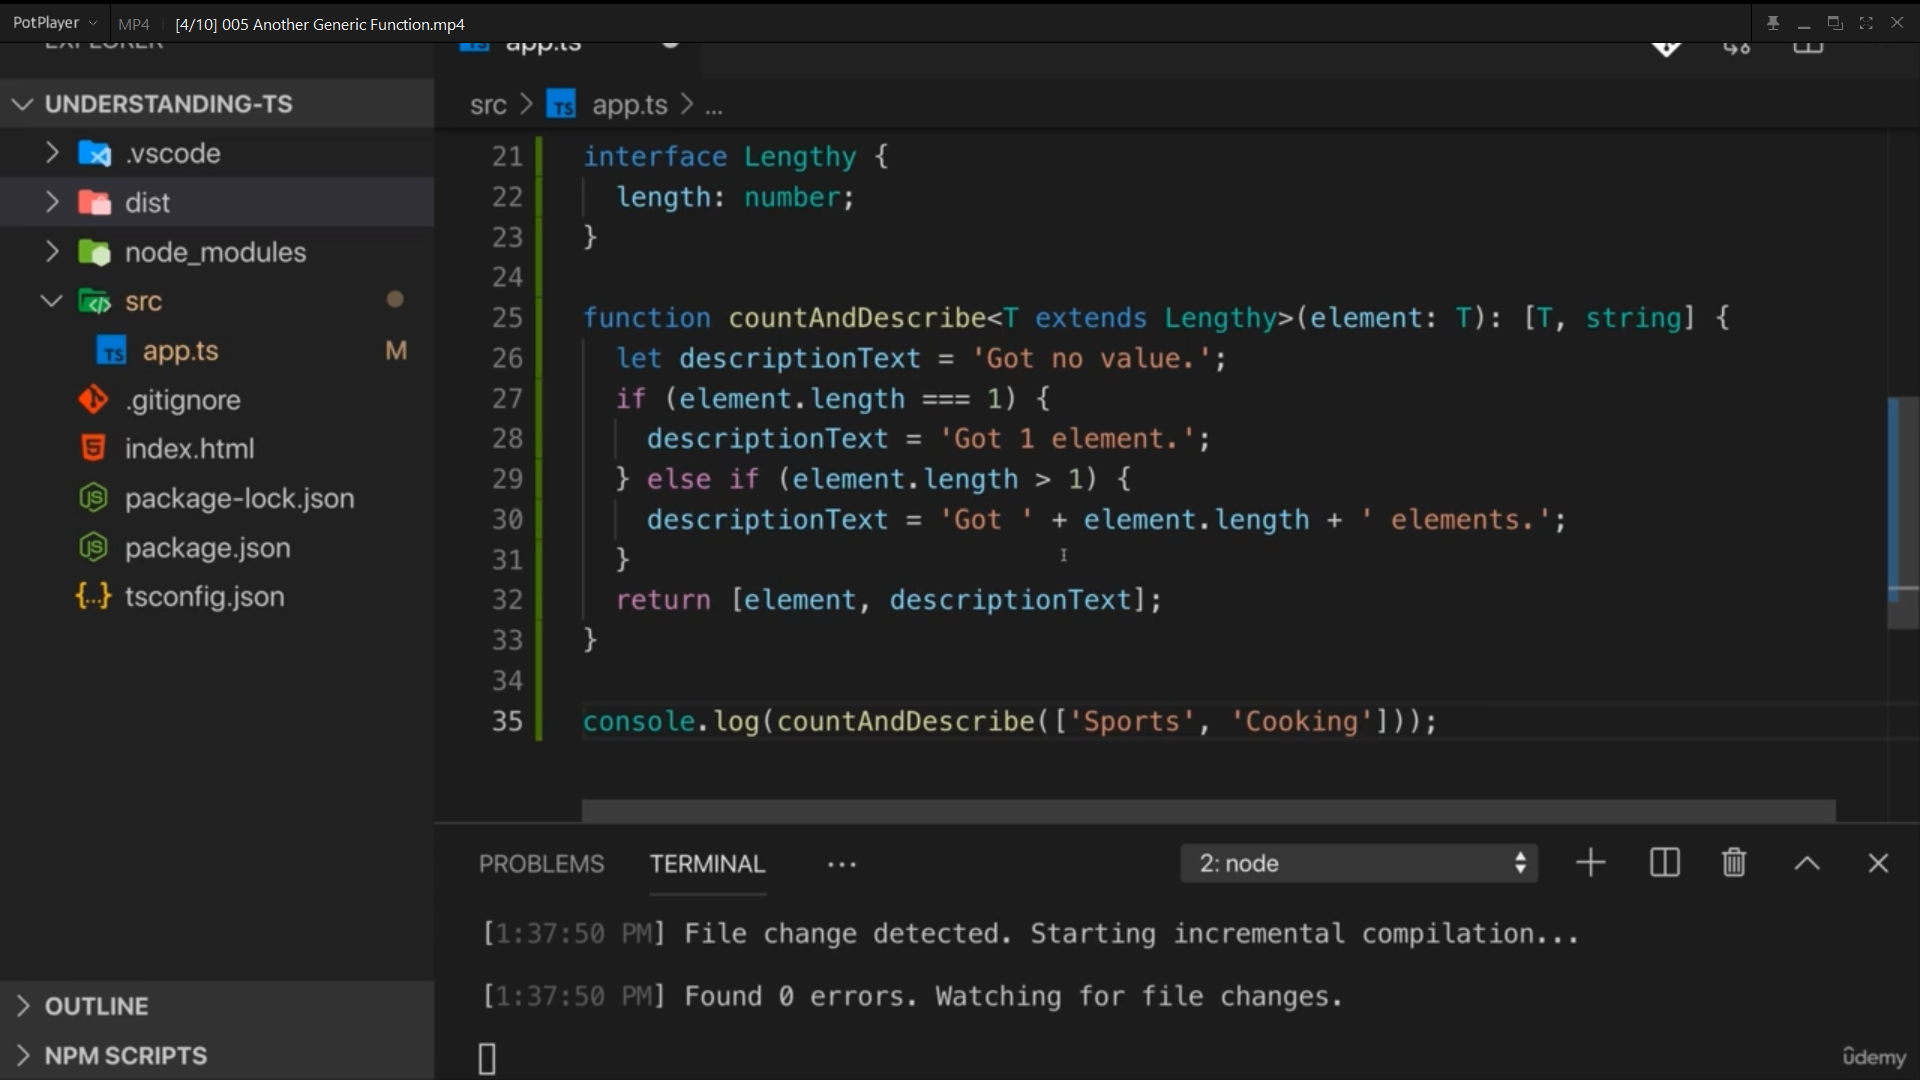 PotPlayer MP4 [4/10] 005 Another Generic Function.mp4
EXPLORER
app.ts
UNDERSTANDING-TS
.vscode
dist
node_modules
src
TS app.ts M
.gitignore
index.html
package-lock.json
package.json
tsconfig.json
OUTLINE
NPM SCRIPTS
src > TS app.ts > ...
21 interface Lengthy {
22 length: number;
23 }
24
25 function countAndDescribe<T extends Lengthy>(element: T): [T, string] {
26 let descriptionText = 'Got no value.';
27 if (element.length === 1) {
28 descriptionText = 'Got 1 element.';
29 } else if (element.length > 1) {
30 descriptionText = 'Got ' + element.length + ' elements.';
31 }
32 return [element, descriptionText];
33 }
34
35 console.log(countAndDescribe(['Sports', 'Cooking']));
PROBLEMS TERMINAL ... 2: node
[1:37:50 PM] File change detected. Starting incremental compilation...
[1:37:50 PM] Found 0 errors. Watching for file changes.
ûdemy